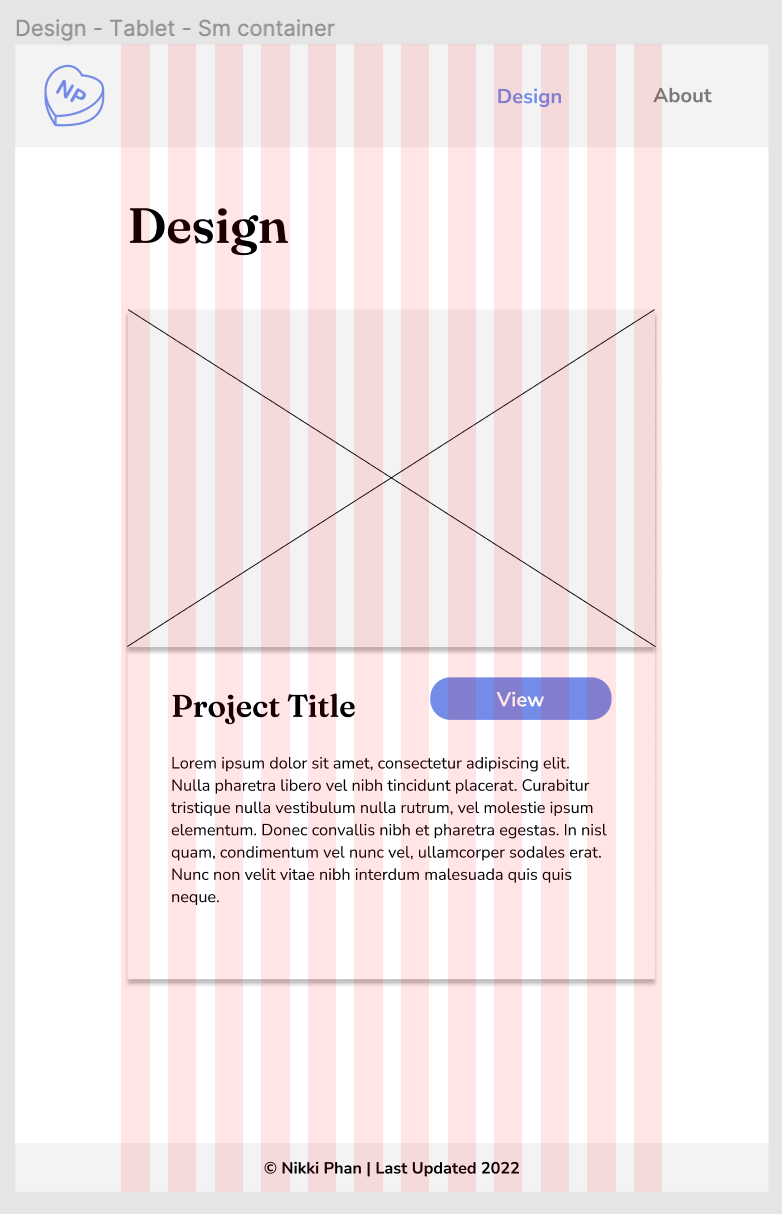 Design - Tablet - Sm container
NP
Design
About
Design
Project Title
View
Lorem ipsum dolor sit amet, consectetur adipiscing elit.
Nulla pharetra libero vel nibh tincidunt placerat. Curabitur
tristique nulla vestibulum nulla rutrum, vel molestie ipsum
elementum. Donec convallis nibh et pharetra egestas. In nisl
quam, condimentum vel nunc vel, ullamcorper sodales erat.
Nunc non velit vitae nibh interdum malesuada quis quis
neque.
© Nikki Phan | Last Updated 2022